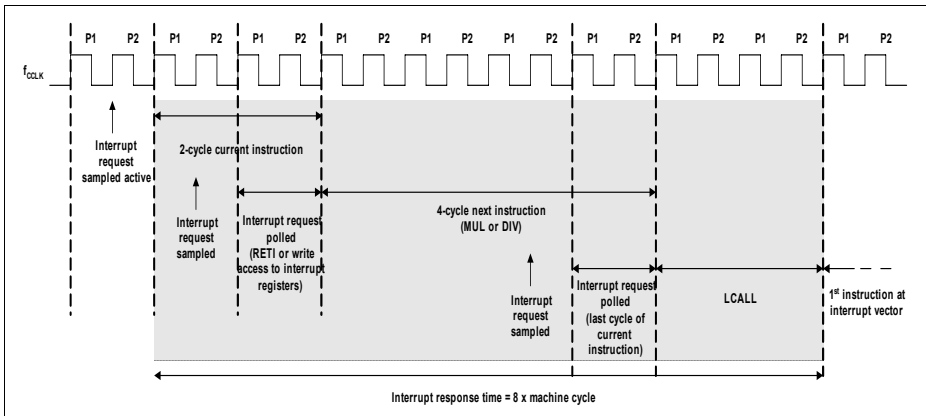 P1 P2 P1 P2 P1 P2 P1 P2 P1 P2 P1 P2 P1 P2 P1 P2 P1 P2 P1 P2
fCCLK
Interrupt
request
sampled active
2-cycle current instruction
Interrupt
request
sampled
Interrupt request
polled
(RETI or write
access to interrupt
registers)
4-cycle next instruction
(MUL or DIV)
Interrupt
request
sampled
Interrupt request
polled
(last cycle of
current
instruction)
LCALL
1st instruction at
interrupt vector
Interrupt response time = 8 x machine cycle